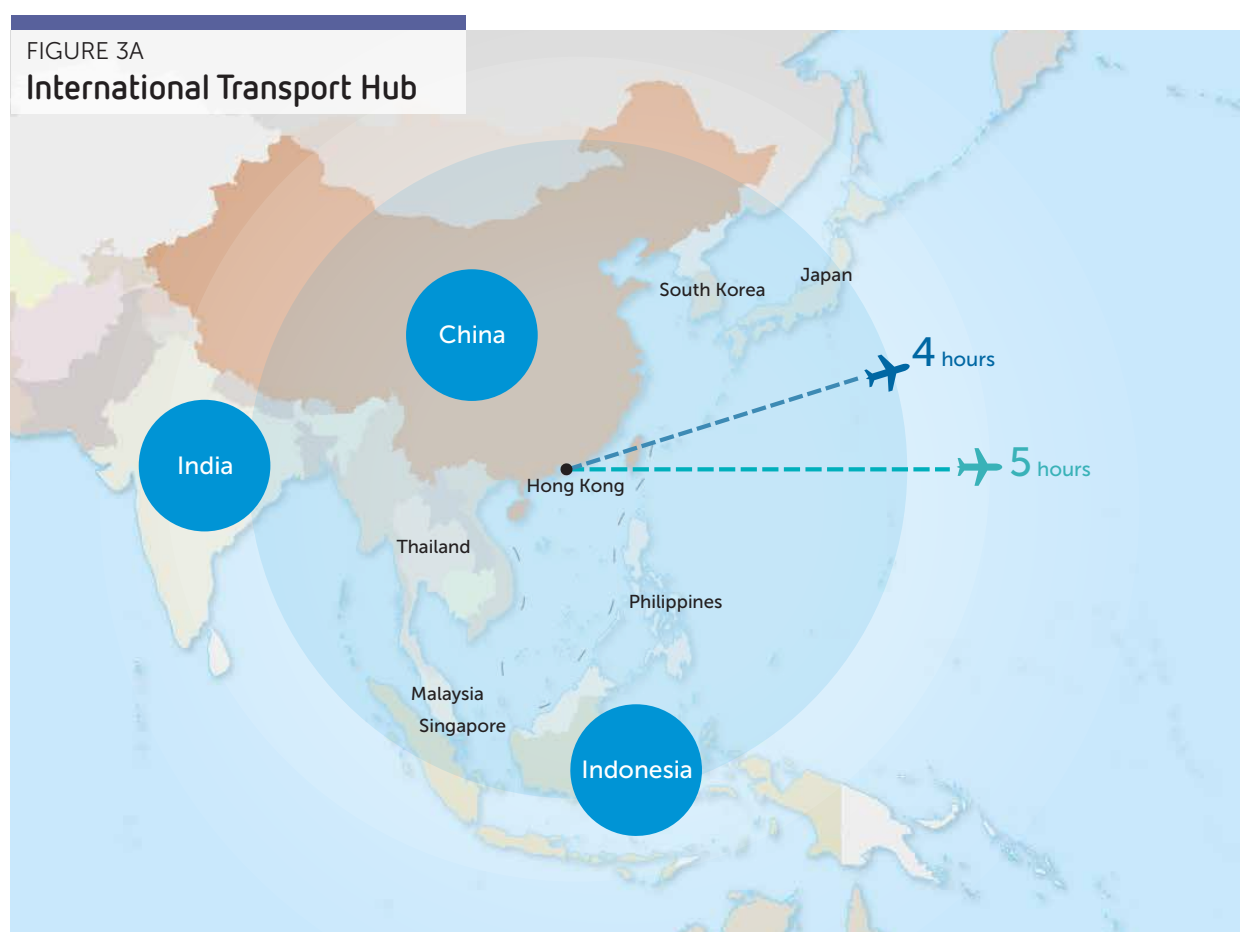 FIGURE 3A
International Transport Hub
China
South Korea
Japan
4 hours
India
5 hours
Hong Kong
Thailand
Philippines
Malaysia
Singapore
Indonesia